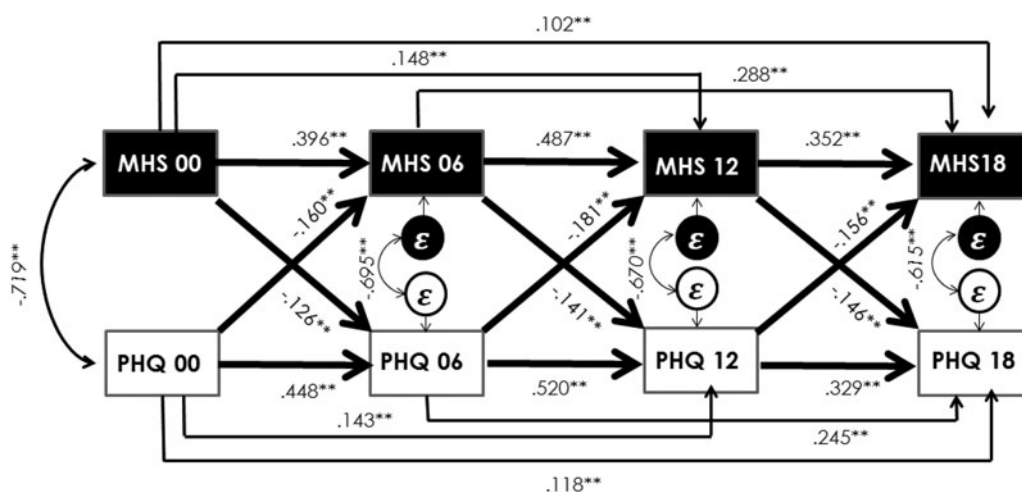 .102**
.148**
.288**
MHS 00
.396**
MHS 06
.487**
MHS 12
.352**
MHS18
-.719**
-.160**
-.126**
-.695**
ε
ε
-.181**
-.141**
-.670**
ε
ε
-.156**
-.146**
-.615**
ε
ε
PHQ 00
.448**
PHQ 06
.520**
PHQ 12
.329**
PHQ 18
.143**
.245**
.118**